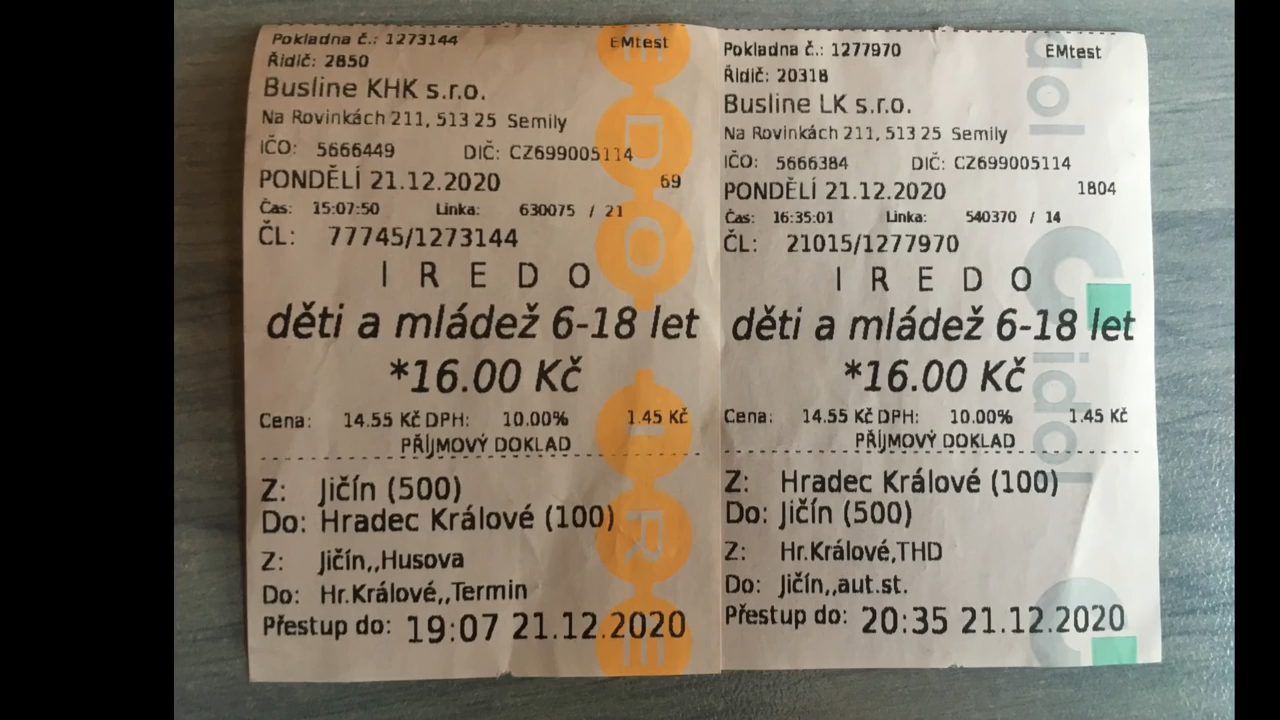 Pokladna č.: 1273144 EMtest
Řidič: 2850
Busline KHK s.r.o.
Na Rovinkách 211, 513 25 Semily
IČO: 5666449 DIČ: CZ699005114
PONDĚLÍ 21.12.2020 69
Čas: 15:07:50 Linka: 630075 / 21
ČL: 77745/1273144
I R E D O
děti a mládež 6-18 let
*16.00 Kč
Cena: 14.55 Kč DPH: 10.00% 1.45 Kč
PŘÍJMOVÝ DOKLAD
Z: Jičín (500)
Do: Hradec Králové (100)
Z: Jičín,,Husova
Do: Hr.Králové,,Termin
Přestup do: 19:07 21.12.2020
E D O
I R E
Pokladna č.: 1277970 EMtest
Řidič: 20318
Busline LK s.r.o.
Na Rovinkách 211, 513 25 Semily
IČO: 5666384 DIČ: CZ699005114
PONDĚLÍ 21.12.2020 1804
Čas: 16:35:01 Linka: 540370 / 14
ČL: 21015/1277970
I R E D O
děti a mládež 6-18 let
*16.00 Kč
Cena: 14.55 Kč DPH: 10.00% 1.45 Kč
PŘÍJMOVÝ DOKLAD
Z: Hradec Králové (100)
Do: Jičín (500)
Z: Hr.Králové,THD
Do: Jičín,,aut.st.
Přestup do: 20:35 21.12.2020
idol